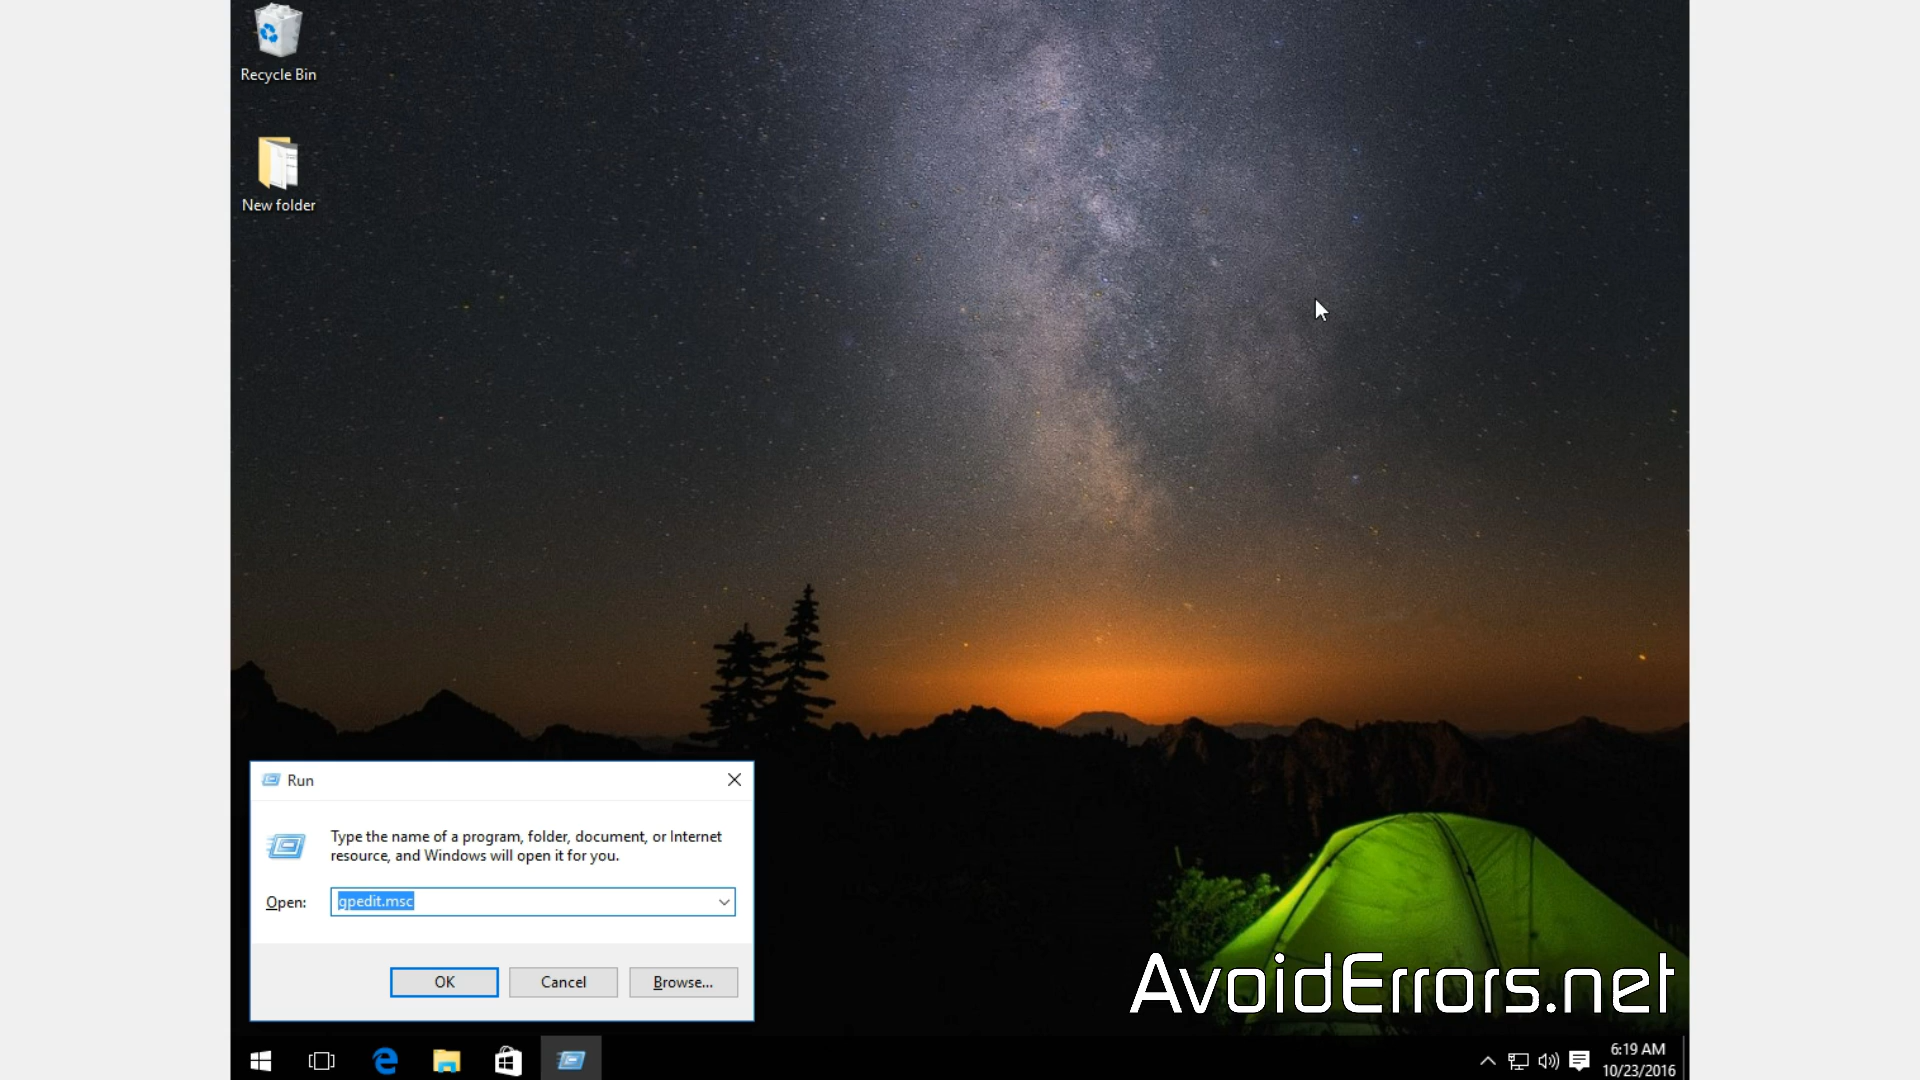 Recycle Bin
New folder
Run
Type the name of a program, folder, document, or Internet
resource, and Windows will open it for you.
Open:
gpedit.msc
OK
Cancel
Browse...
AvoidErrors.net
6:19 AM
10/23/2016